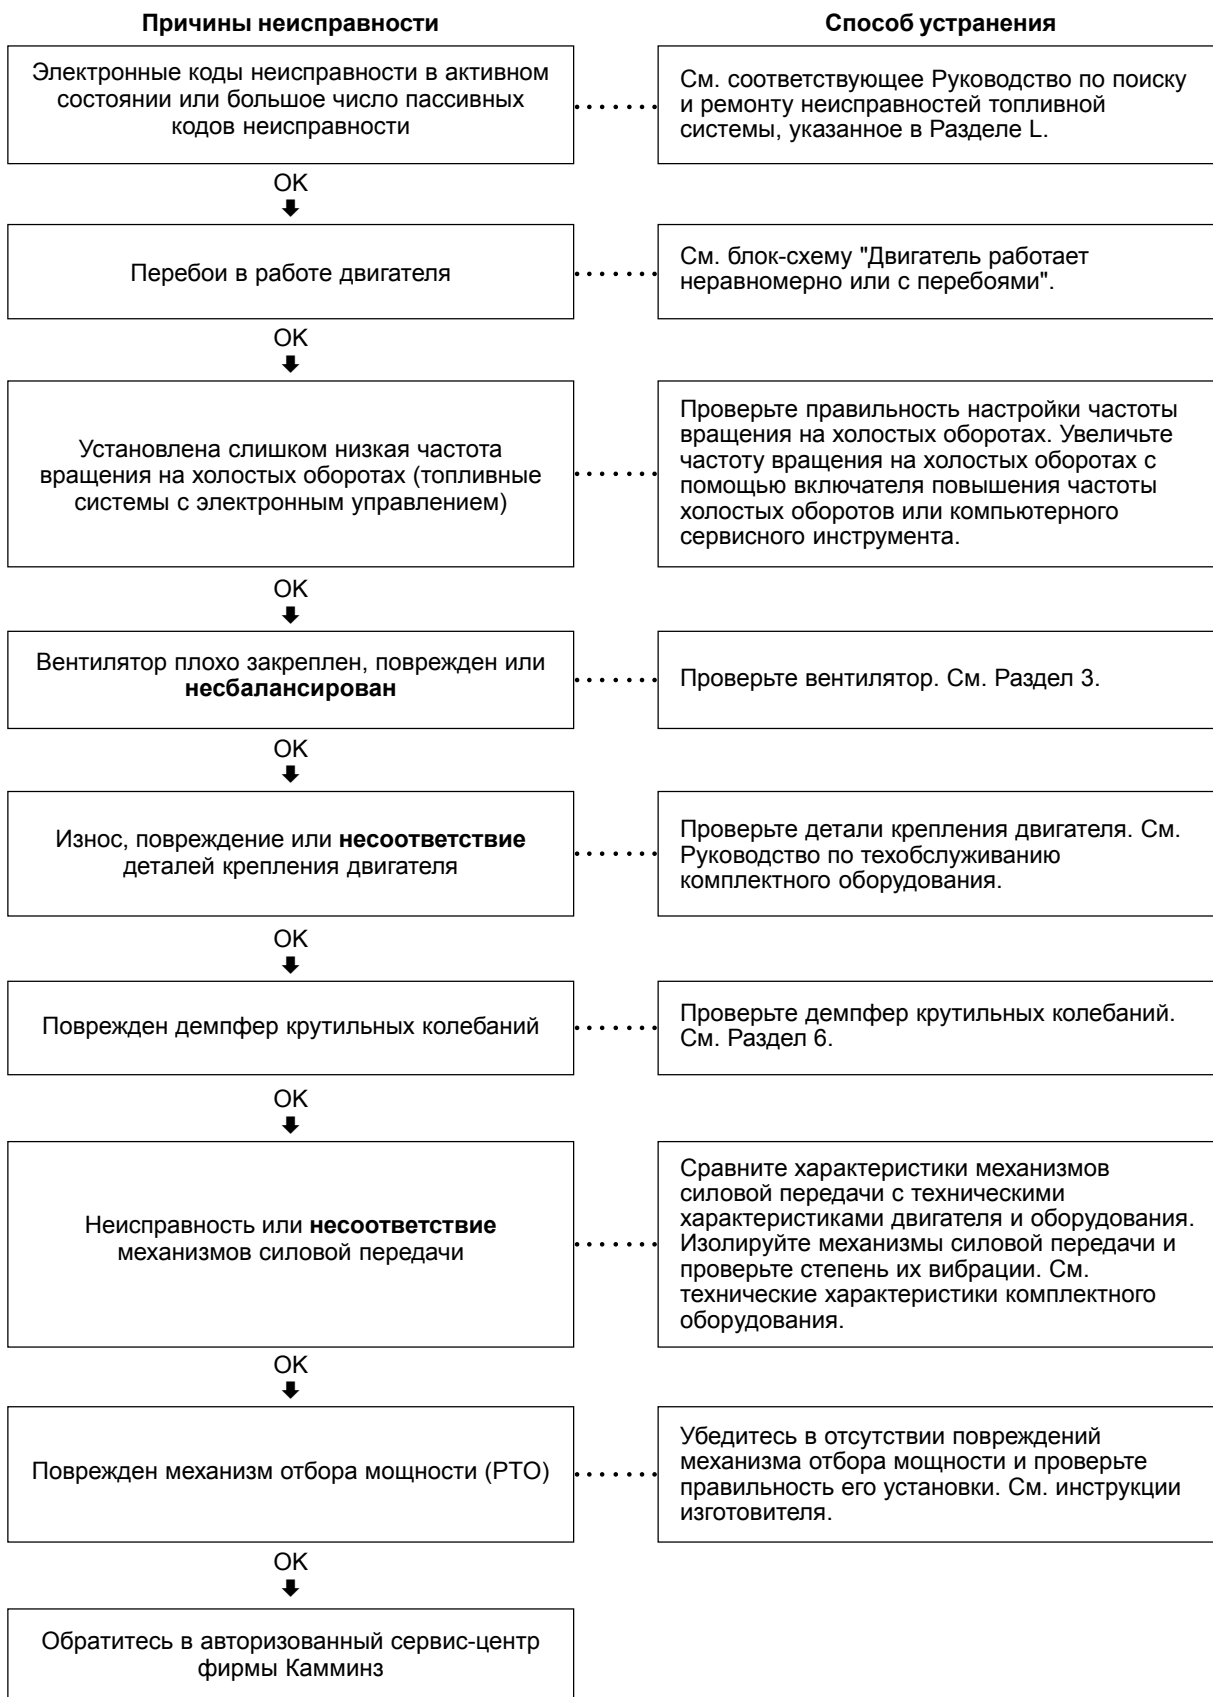 Причины неисправности
Способ устранения
Электронные коды неисправности в активном
состоянии или большое число пассивных
кодов неисправности
См. соответствующее Руководство по поиску
и ремонту неисправностей топливной
системы, указанное в Разделе L.
OK
Перебои в работе двигателя
См. блок-схему "Двигатель работает
неравномерно или с перебоями".
OK
Установлена слишком низкая частота
вращения на холостых оборотах (топливные
системы с электронным управлением)
Проверьте правильность настройки частоты
вращения на холостых оборотах. Увеличьте
частоту вращения на холостых оборотах с
помощью включателя повышения частоты
холостых оборотов или компьютерного
сервисного инструмента.
OK
Вентилятор плохо закреплен, поврежден или
несбалансирован
Проверьте вентилятор. См. Раздел 3.
OK
Износ, повреждение или несоответствие
деталей крепления двигателя
Проверьте детали крепления двигателя. См.
Руководство по техобслуживанию
комплектного оборудования.
OK
Поврежден демпфер крутильных колебаний
Проверьте демпфер крутильных колебаний.
См. Раздел 6.
OK
Неисправность или несоответствие
механизмов силовой передачи
Сравните характеристики механизмов
силовой передачи с техническими
характеристиками двигателя и оборудования.
Изолируйте механизмы силовой передачи и
проверьте степень их вибрации. См.
технические характеристики комплектного
оборудования.
OK
Поврежден механизм отбора мощности (PTO)
Убедитесь в отсутствии повреждений
механизма отбора мощности и проверьте
правильность его установки. См. инструкции
изготовителя.
OK
Обратитесь в авторизованный сервис-центр
фирмы Камминз